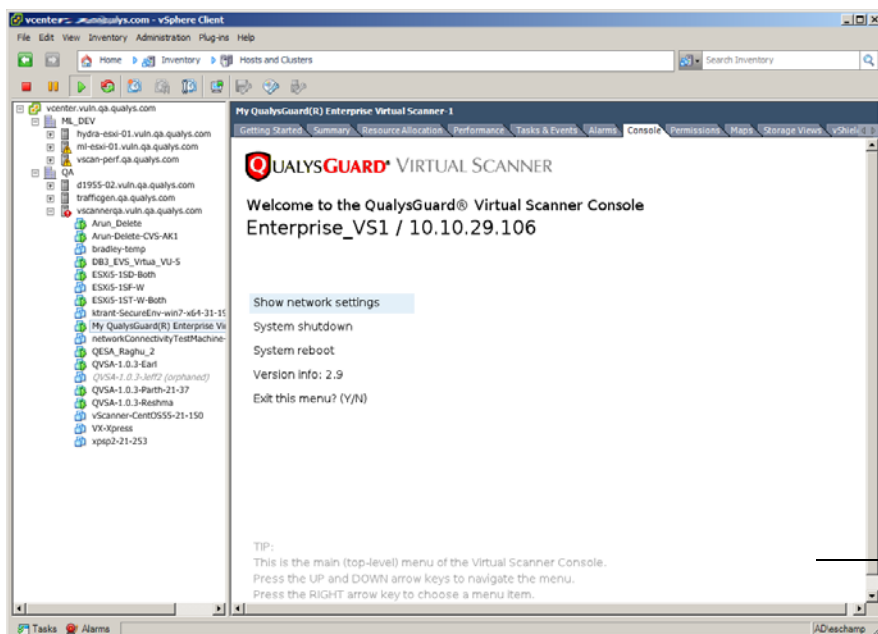 vcenter - vSphere Client
File Edit View Inventory Administration Plug-ins Help
Home Inventory Hosts and Clusters
Search Inventory
vcenter.vuln.qa.qualys.com
ML_DEV
hydra-esxi-01.vuln.qa.qualys.com
ml-esxi-01.vuln.qa.qualys.com
vscan-perf.qa.qualys.com
QA
d1955-02.vuln.qa.qualys.com
trafficgen.qa.qualys.com
vscannerqa.vuln.qa.qualys.com
Arun_Delete
Arun-Delete-CVS-AK1
bradley-temp
DB3_EVS_Virtua_VU-5
ESXi5-1SD-Both
ESXi5-1SF-W
ESXi5-1ST-W-Both
ktrant-SecureEnv-win7-x64-31-19
My QualysGuard(R) Enterprise Vi
networkConnectivityTestMachine-
QESA_Raghu_2
QVSA-1.0.3-Earl
QVSA-1.0.3-Jeff2 (orphaned)
QVSA-1.0.3-Parth-21-37
QVSA-1.0.3-Reshma
vScanner-CentOS55-21-150
VX-Xpress
xpsp2-21-253
My QualysGuard(R) Enterprise Virtual Scanner-1
Getting Started Summary Resource Allocation Performance Tasks & Events Alarms Console Permissions Maps Storage Views vShiel
QUALYSGUARD® VIRTUAL SCANNER
Welcome to the QualysGuard® Virtual Scanner Console
Enterprise_VS1 / 10.10.29.106
Show network settings
System shutdown
System reboot
Version info: 2.9
Exit this menu? (Y/N)
TIP:
This is the main (top-level) menu of the Virtual Scanner Console.
Press the UP and DOWN arrow keys to navigate the menu.
Press the RIGHT arrow key to choose a menu item.
Tasks Alarms
AD\eschamp